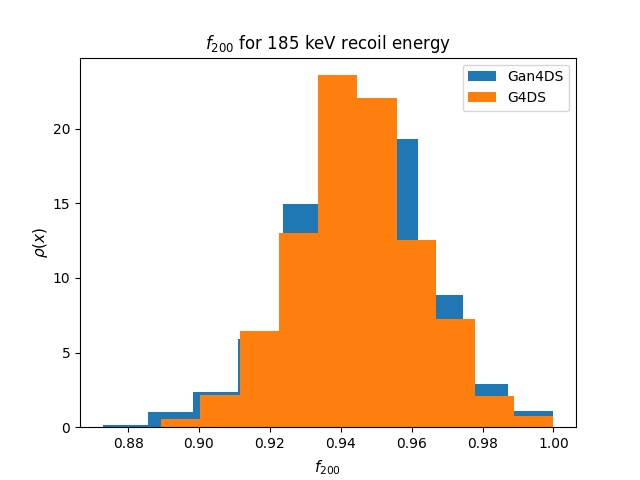 f₂₀₀ for 185 keV recoil energy
Gan4DS
G4DS
ρ(x)
20
15
10
5
0
0.88 0.90 0.92 0.94 0.96 0.98 1.00
f₂₀₀